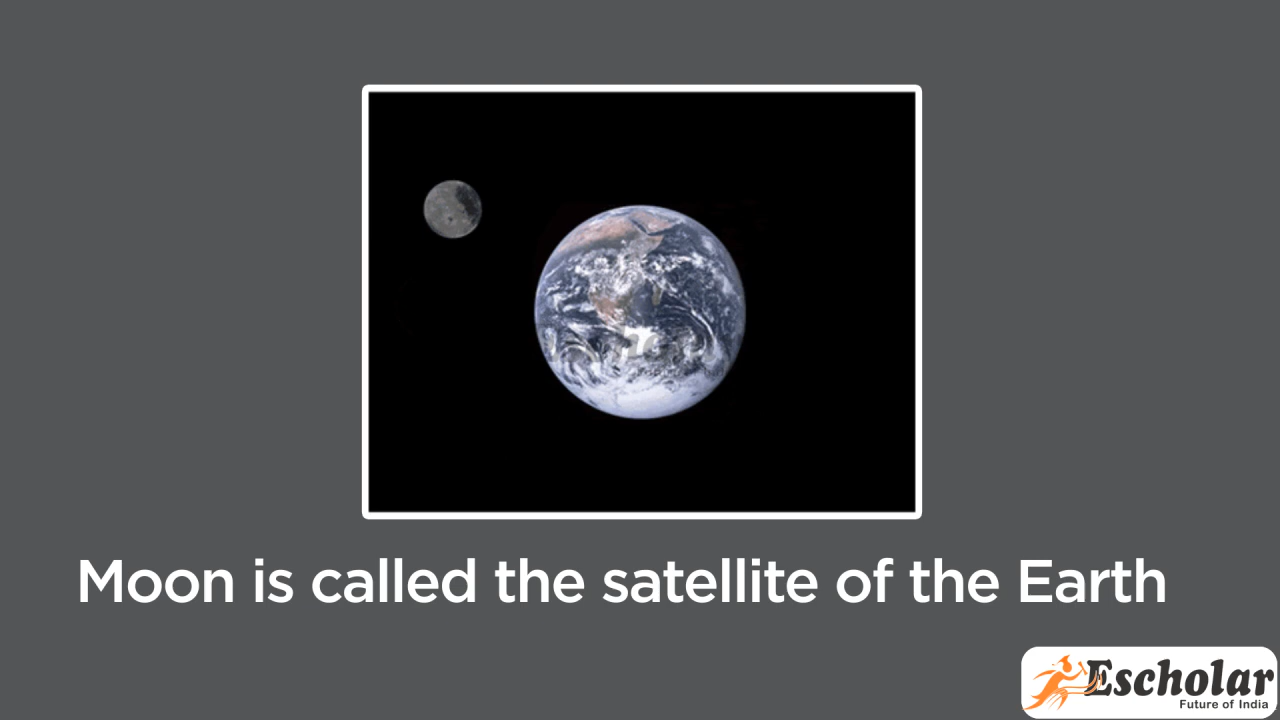 Moon is called the satellite of the Earth
Escholar
Future of India